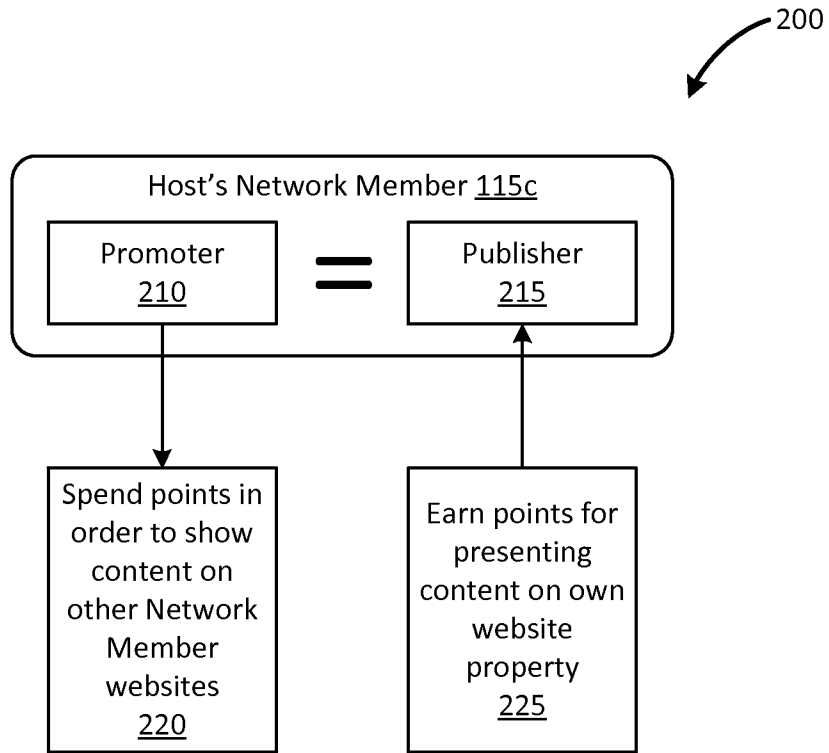 200
Host’s Network Member 115c
Promoter
210
=
Publisher
215
Spend points in
order to show
content on
other Network
Member
websites
220
Earn points for
presenting
content on own
website
property
225